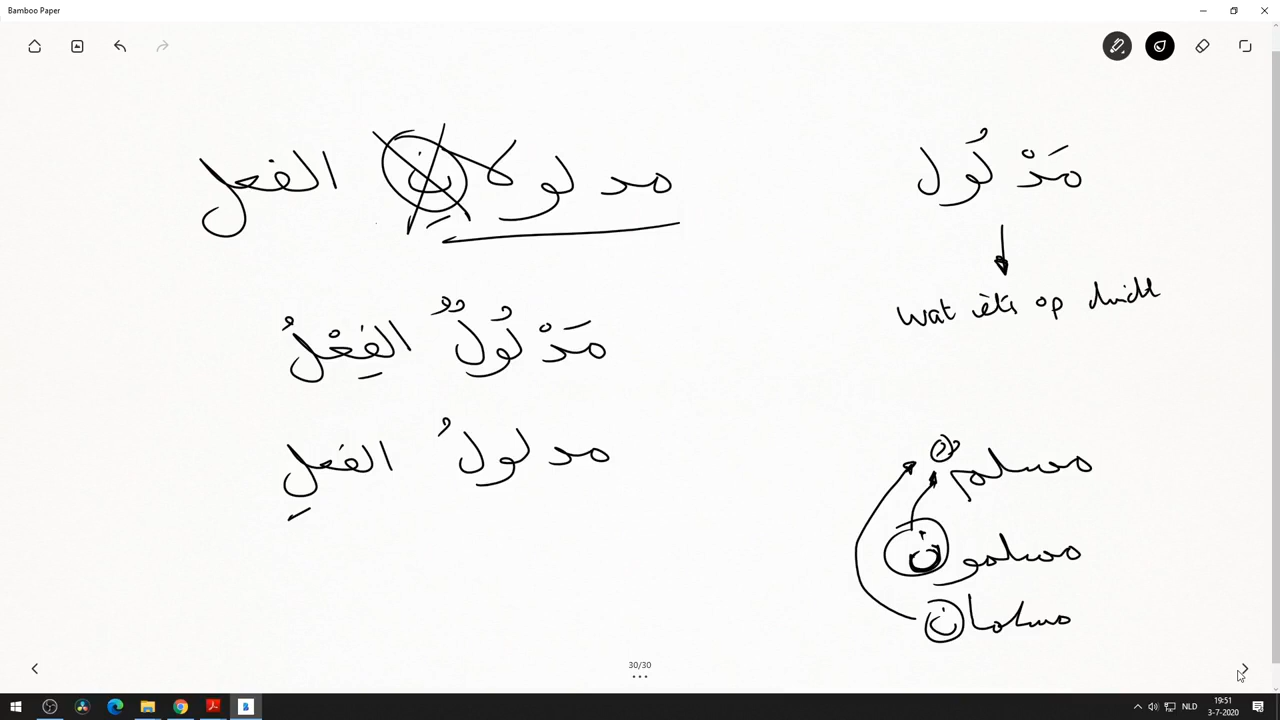 Bamboo Paper
مدلولان الفعل
مَدْلُولٌ الفِعْلُ
مدلولُ الفعلِ
مَدْلُول
wat iets op duidt
مسلمٌ
مسلمون
مسلمان
30/30
NLD
19:51
3-7-2020